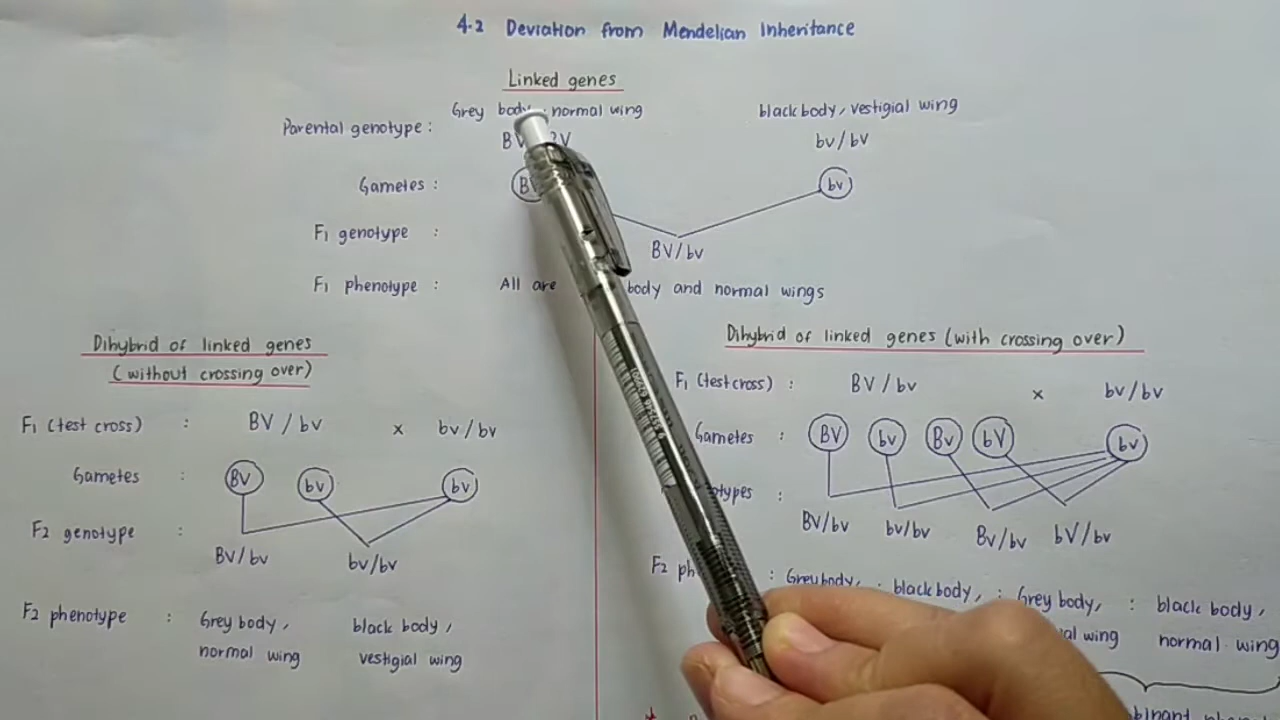 4.2 Deviation from Mendelian Inheritance
Linked genes
Grey body, normal wing black body, vestigial wing
Parental genotype : BV BV bv/bv
Gametes : BV bv
F1 genotype :
BV/bv
F1 phenotype : All are body and normal wings
Dihybrid of linked genes
(without crossing over)
F1 (test cross) : BV / bv x bv/bv
Gametes : BV bv bv
F2 genotype :
BV/bv bv/bv
F2 phenotype : Grey body, black body,
normal wing vestigial wing
Dihybrid of linked genes (with crossing over)
F1 (test cross) : BV / bv x bv/bv
Gametes : BV bv Bv bV bv
:
BV/bv bv/bv Bv/bv bV/bv
F2 : Grey body, : black body, : Grey body, : black body,
wing normal wing